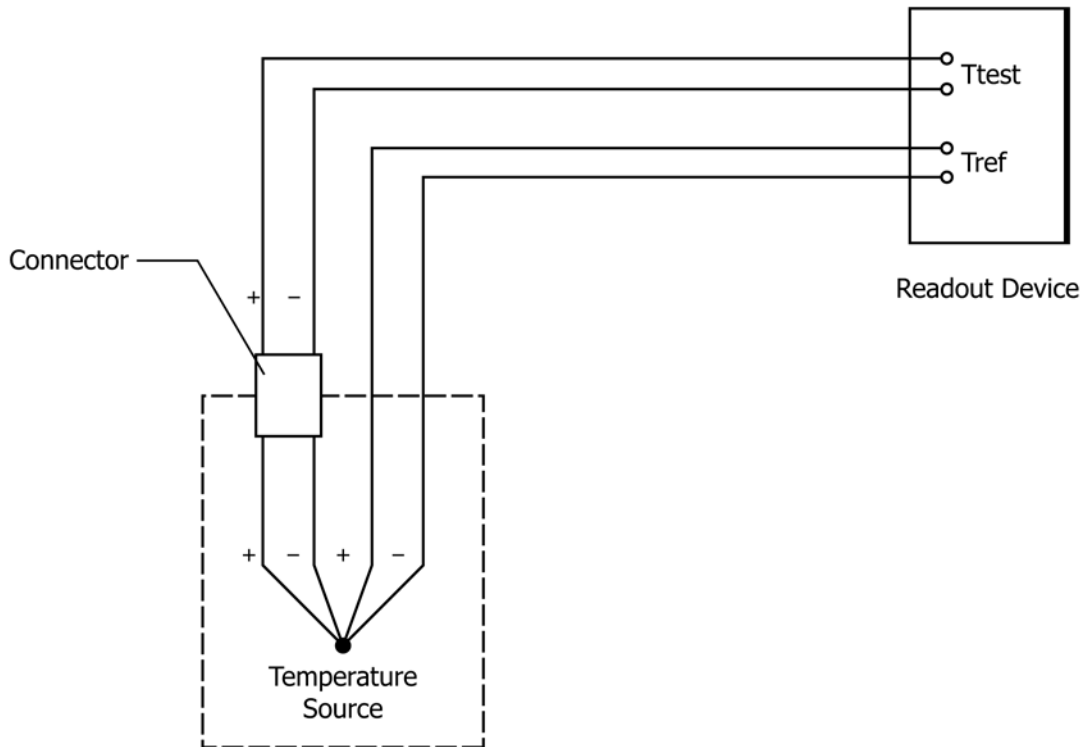 Ttest
Tref
Connector
Readout Device
+ −
+ − + −
Temperature
Source